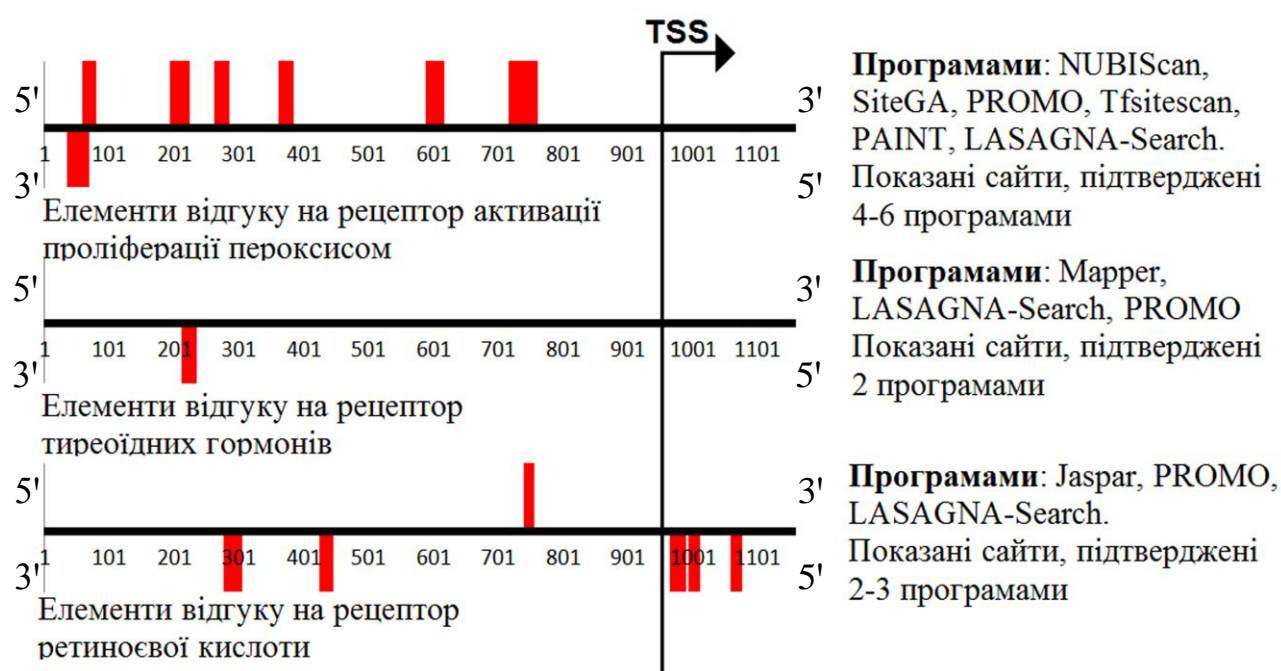 TSS
5'
3'
1 101 201 301 401 501 601 701 801 901 1001 1101
3'
5'
Елементи відгуку на рецептор активації
проліферації пероксисом
Програмами: NUBIScan,
SiteGA, PROMO, Tfsitescan,
PAINT, LASAGNA-Search.
Показані сайти, підтверджені
4-6 програмами
5'
3'
1 101 201 301 401 501 601 701 801 901 1001 1101
3'
5'
Елементи відгуку на рецептор
тиреоїдних гормонів
Програмами: Mapper,
LASAGNA-Search, PROMO
Показані сайти, підтверджені
2 програмами
5'
3'
1 101 201 301 401 501 601 701 801 901 1001 1101
3'
5'
Елементи відгуку на рецептор
ретиноєвої кислоти
Програмами: Jaspar, PROMO,
LASAGNA-Search.
Показані сайти, підтверджені
2-3 програмами